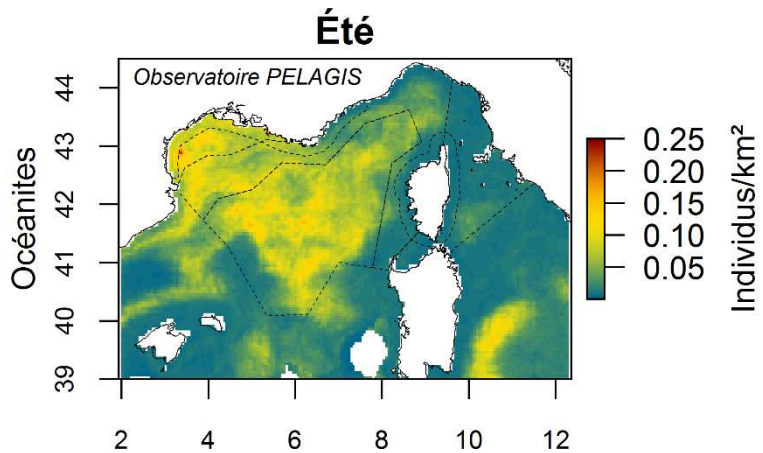 Été
Observatoire PELAGIS
Océanites
44
43
42
41
40
39
2 4 6 8 10 12
0.25
0.20
0.15
0.10
0.05
Individus/km²